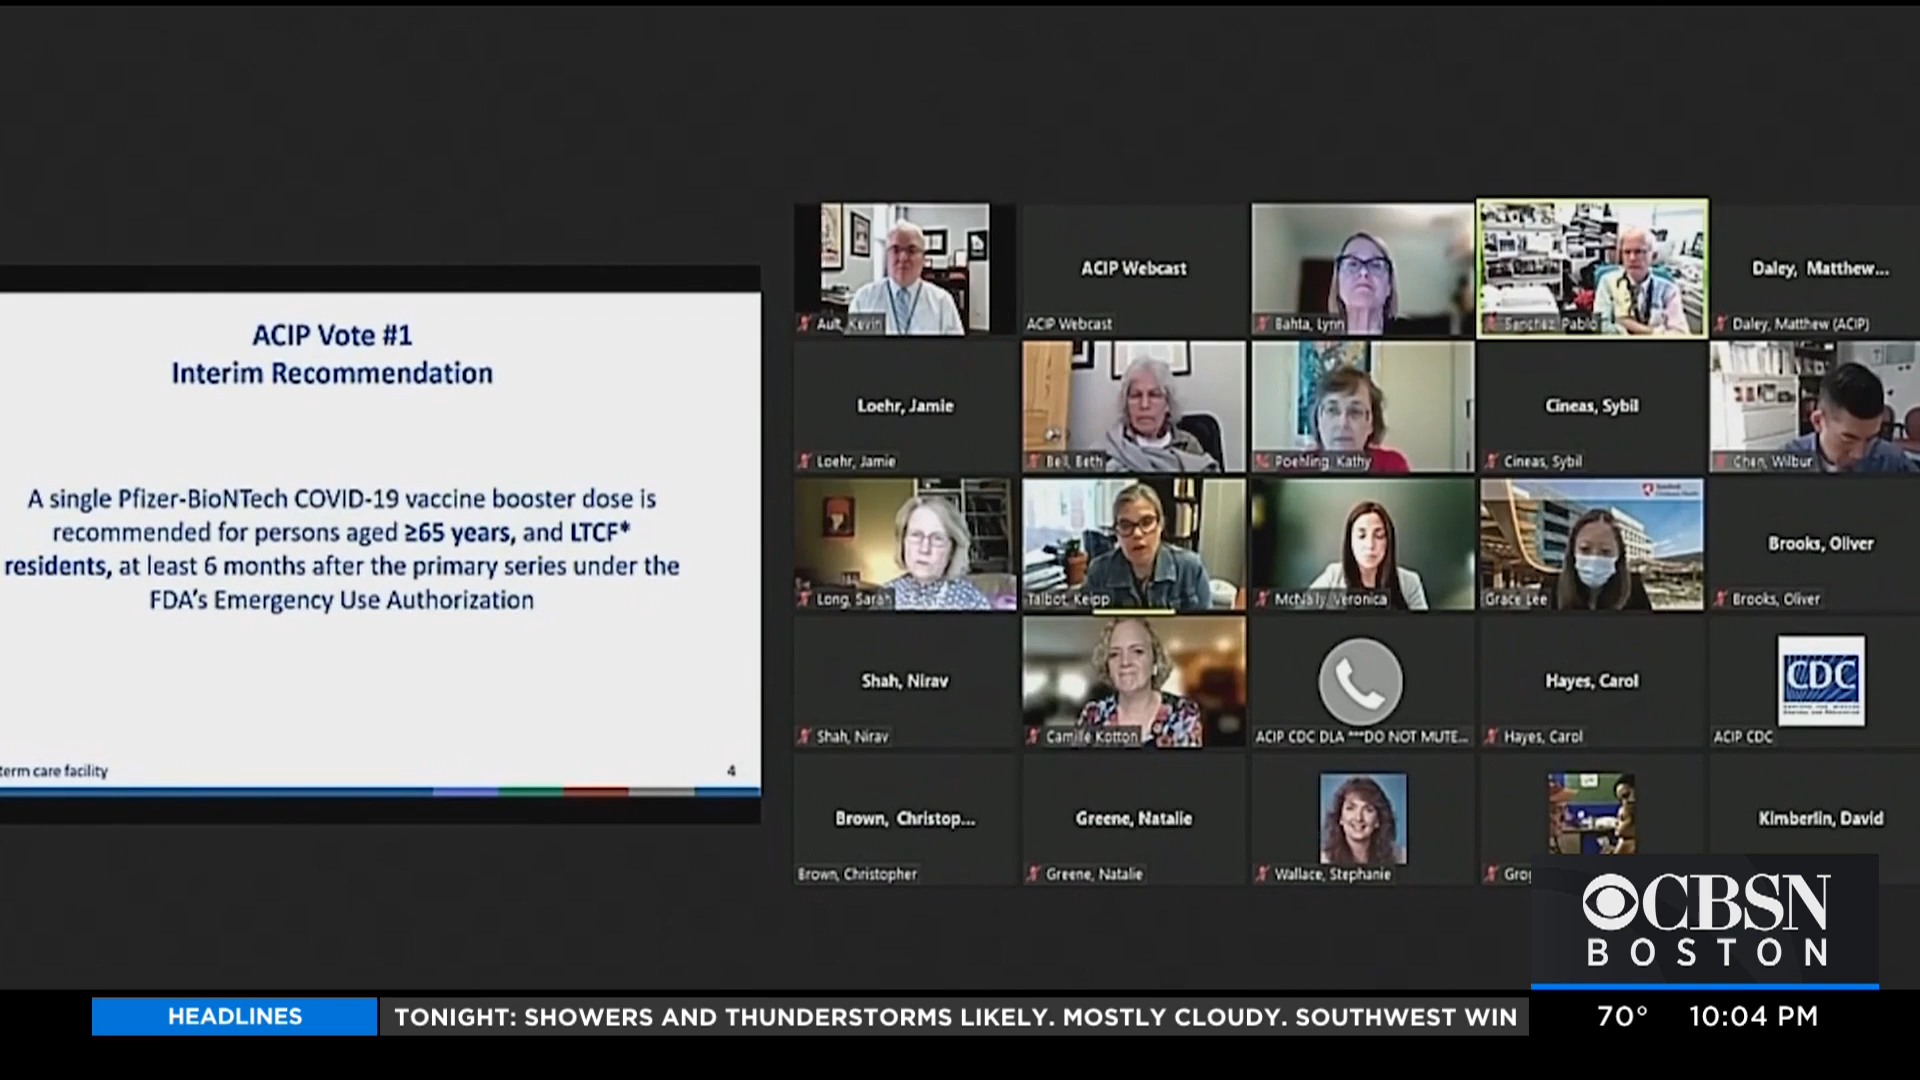 ACIP Vote #1
Interim Recommendation
A single Pfizer-BioNTech COVID-19 vaccine booster dose is
recommended for persons aged ≥65 years, and LTCF*
residents, at least 6 months after the primary series under the
FDA's Emergency Use Authorization
term care facility
4
Ault, Kevin
ACIP Webcast
ACIP Webcast
Bahta, Lynn
Sanchez, Pablo
Daley, Matthew...
Daley, Matthew (ACIP)
Loehr, Jamie
Loehr, Jamie
Bell, Beth
Poehling, Kathy
Cineas, Sybil
Cineas, Sybil
Chen, Wilbur
Long, Sarah
Talbot, Keipp
McNally, Veronica
Grace Lee
Brooks, Oliver
Brooks, Oliver
Shah, Nirav
Shah, Nirav
Camille Kotton
ACIP CDC DLA ***DO NOT MUTE...
Hayes, Carol
Hayes, Carol
CDC
ACIP CDC
Brown, Christop...
Brown, Christopher
Greene, Natalie
Greene, Natalie
Wallace, Stephanie
Kimberlin, David
CBSN
BOSTON
HEADLINES
TONIGHT: SHOWERS AND THUNDERSTORMS LIKELY. MOSTLY CLOUDY. SOUTHWEST WIN
70° 10:04 PM